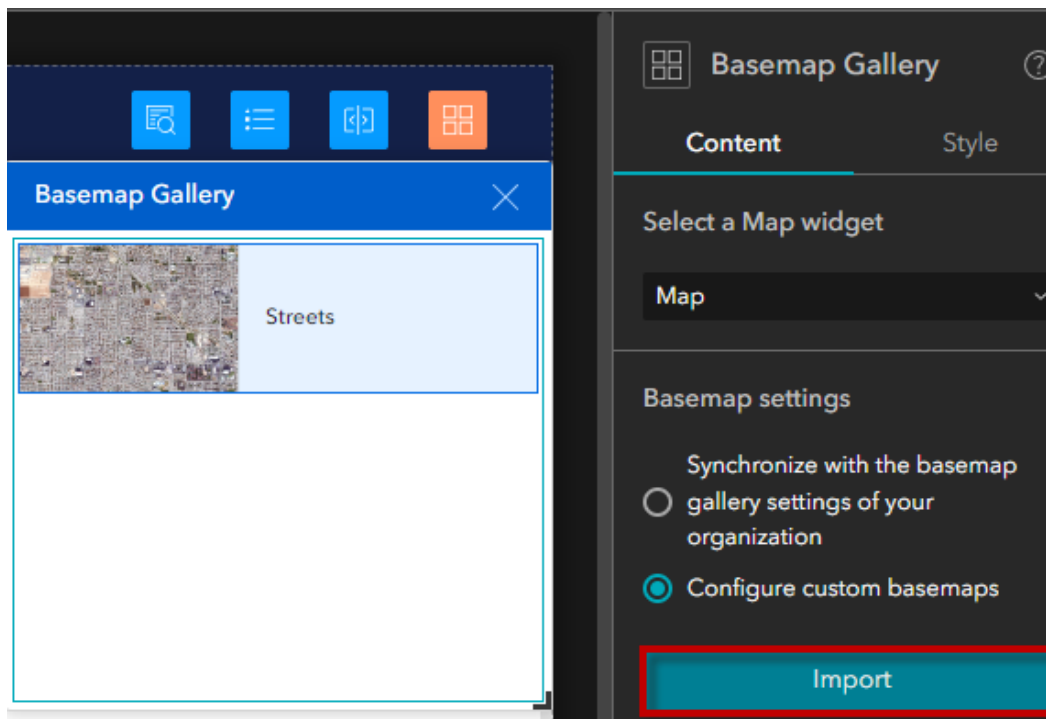 Basemap Gallery
Streets
Basemap Gallery
Content
Style
Select a Map widget
Map
Basemap settings
Synchronize with the basemap
gallery settings of your
organization
Configure custom basemaps
Import